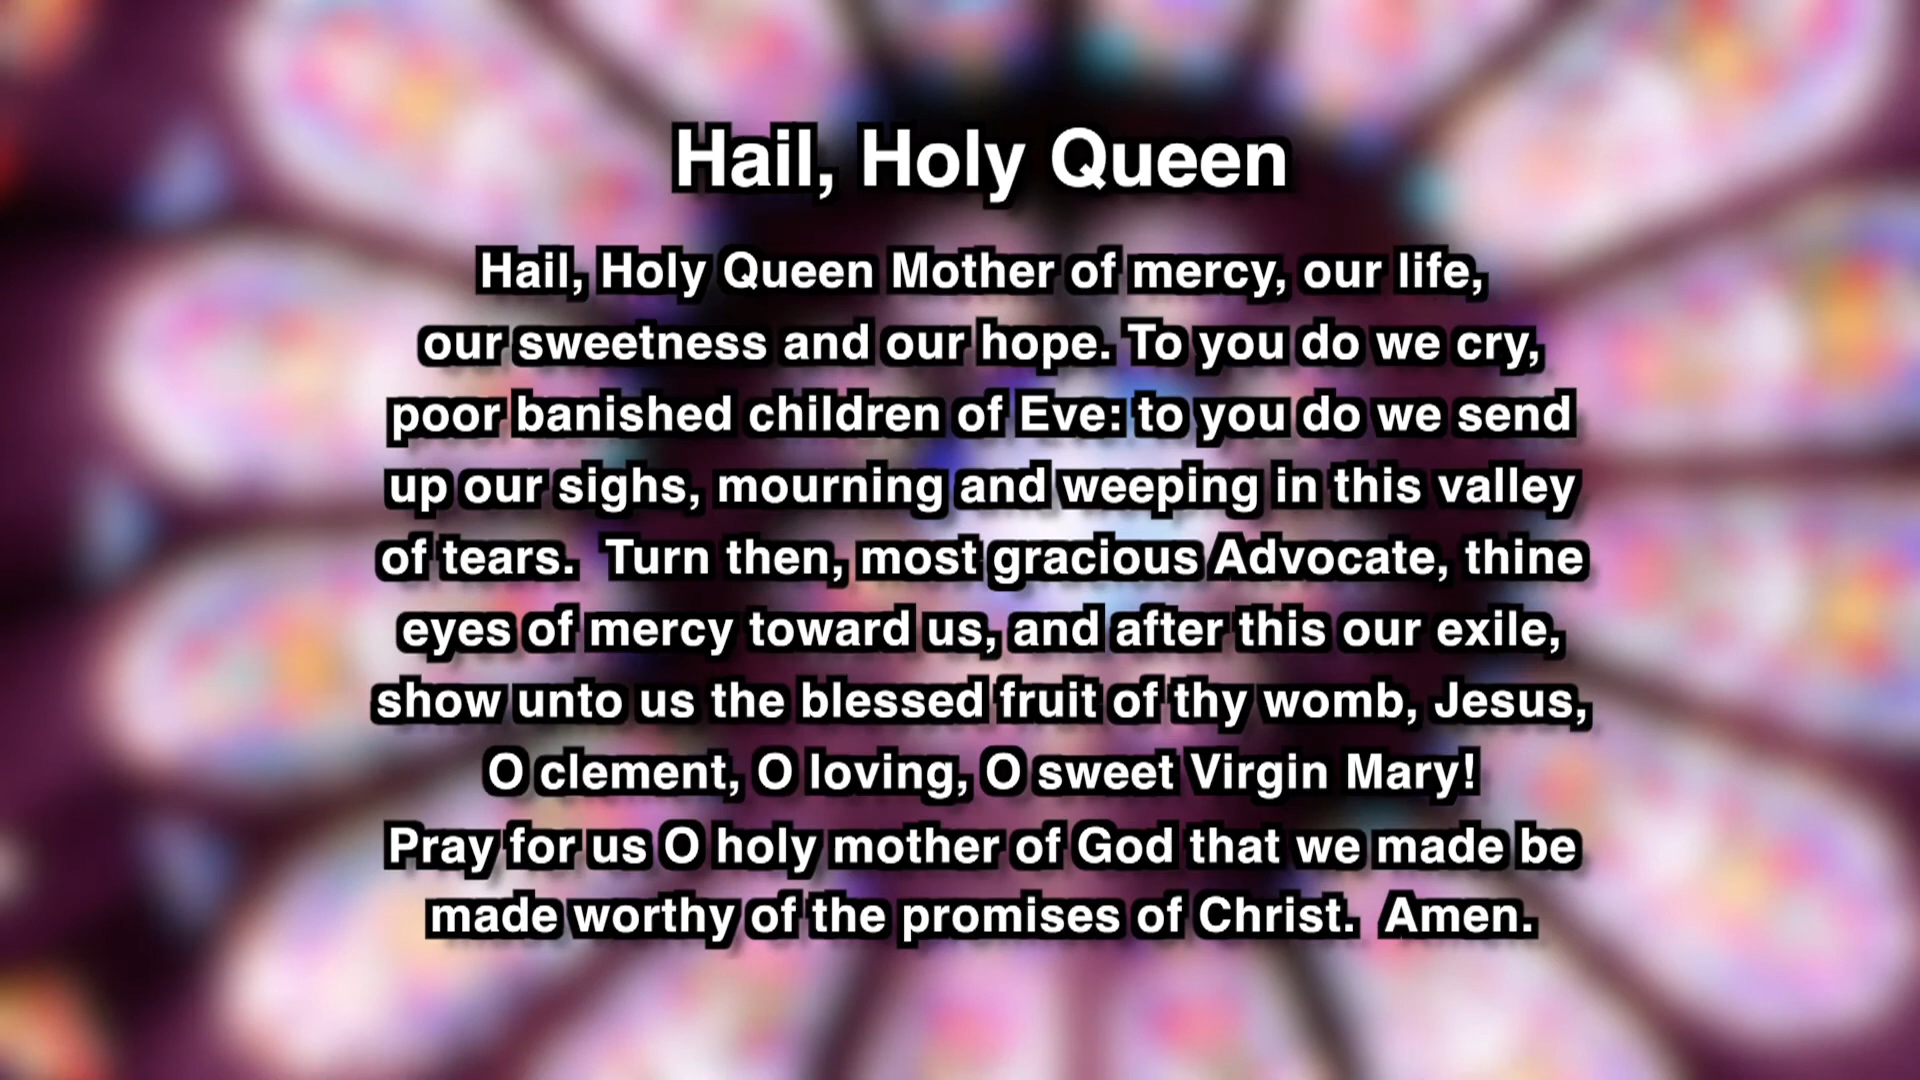 Hail, Holy Queen
Hail, Holy Queen Mother of mercy, our life,
our sweetness and our hope. To you do we cry,
poor banished children of Eve: to you do we send
up our sighs, mourning and weeping in this valley
of tears.  Turn then, most gracious Advocate, thine
eyes of mercy toward us, and after this our exile,
show unto us the blessed fruit of thy womb, Jesus,
O clement, O loving, O sweet Virgin Mary!
Pray for us O holy mother of God that we made be
made worthy of the promises of Christ.  Amen.